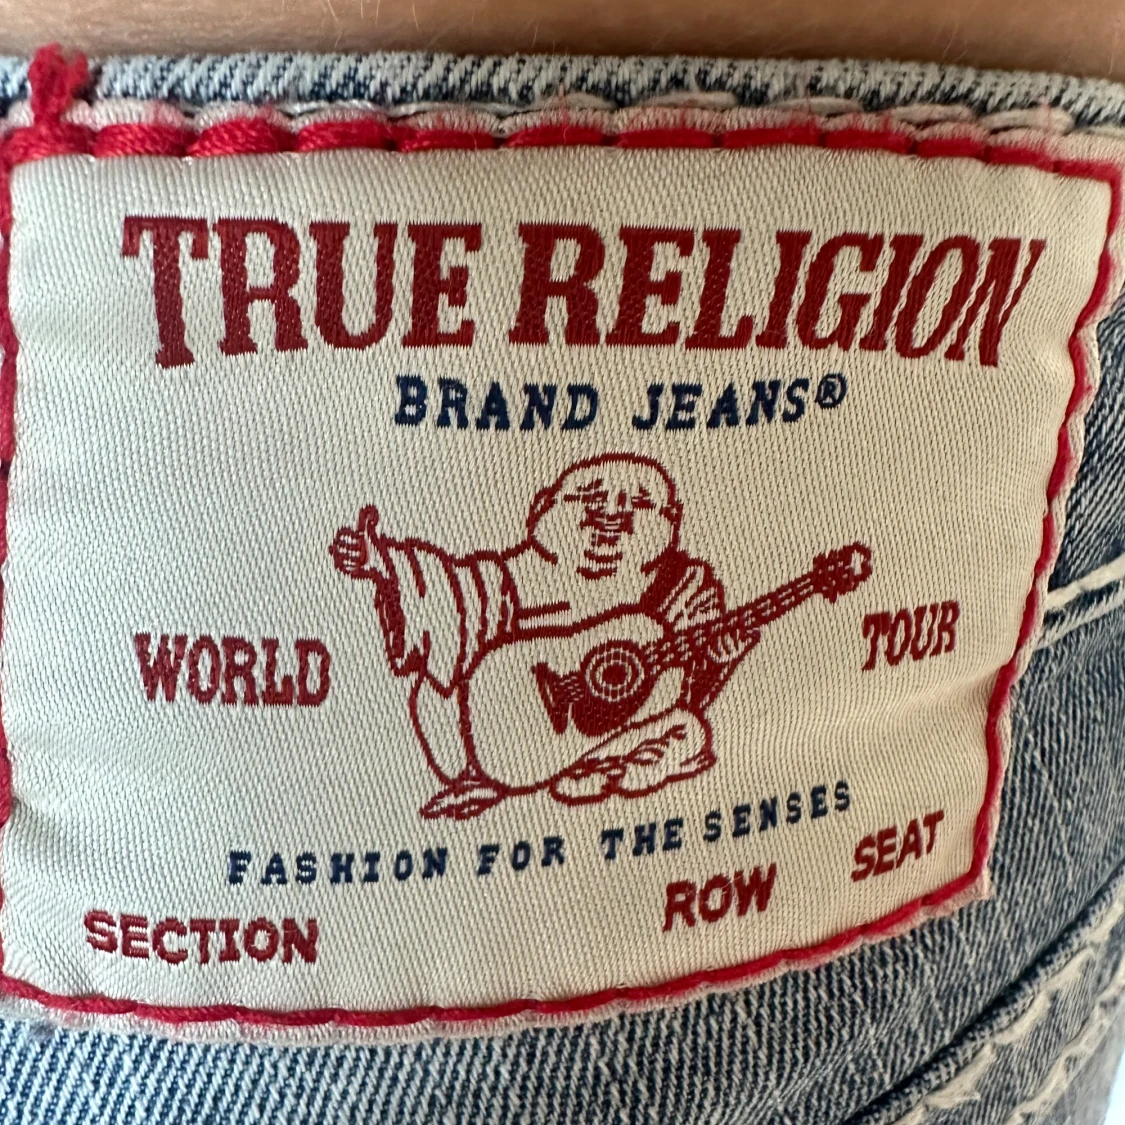 TRUE RELIGION
BRAND JEANS®
WORLD TOUR
FASHION FOR THE SENSES
SECTION ROW SEAT